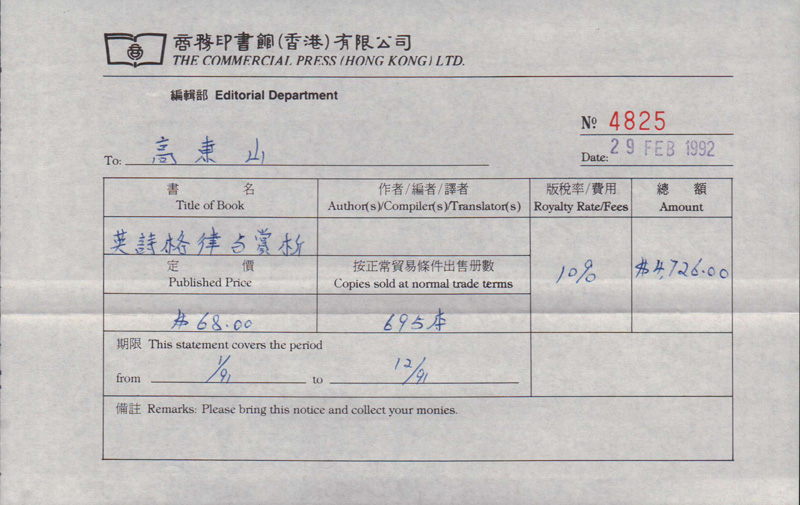 商務印書館(香港)有限公司
THE COMMERCIAL PRESS (HONG KONG) LTD.
編輯部 Editorial Department
Nº 4825
To: 高東山
Date: 29 FEB 1992
書 名 作者/編者/譯者 版稅率/費用 總 額
Title of Book Author(s)/Compiler(s)/Translator(s) Royalty Rate/Fees Amount
英詩格律与賞析
定 價 按正常貿易條件出售册數 10% $4,726.00
Published Price Copies sold at normal trade terms
$68.00 695本
期限 This statement covers the period
from 1/91 to 12/91
備註 Remarks: Please bring this notice and collect your monies.